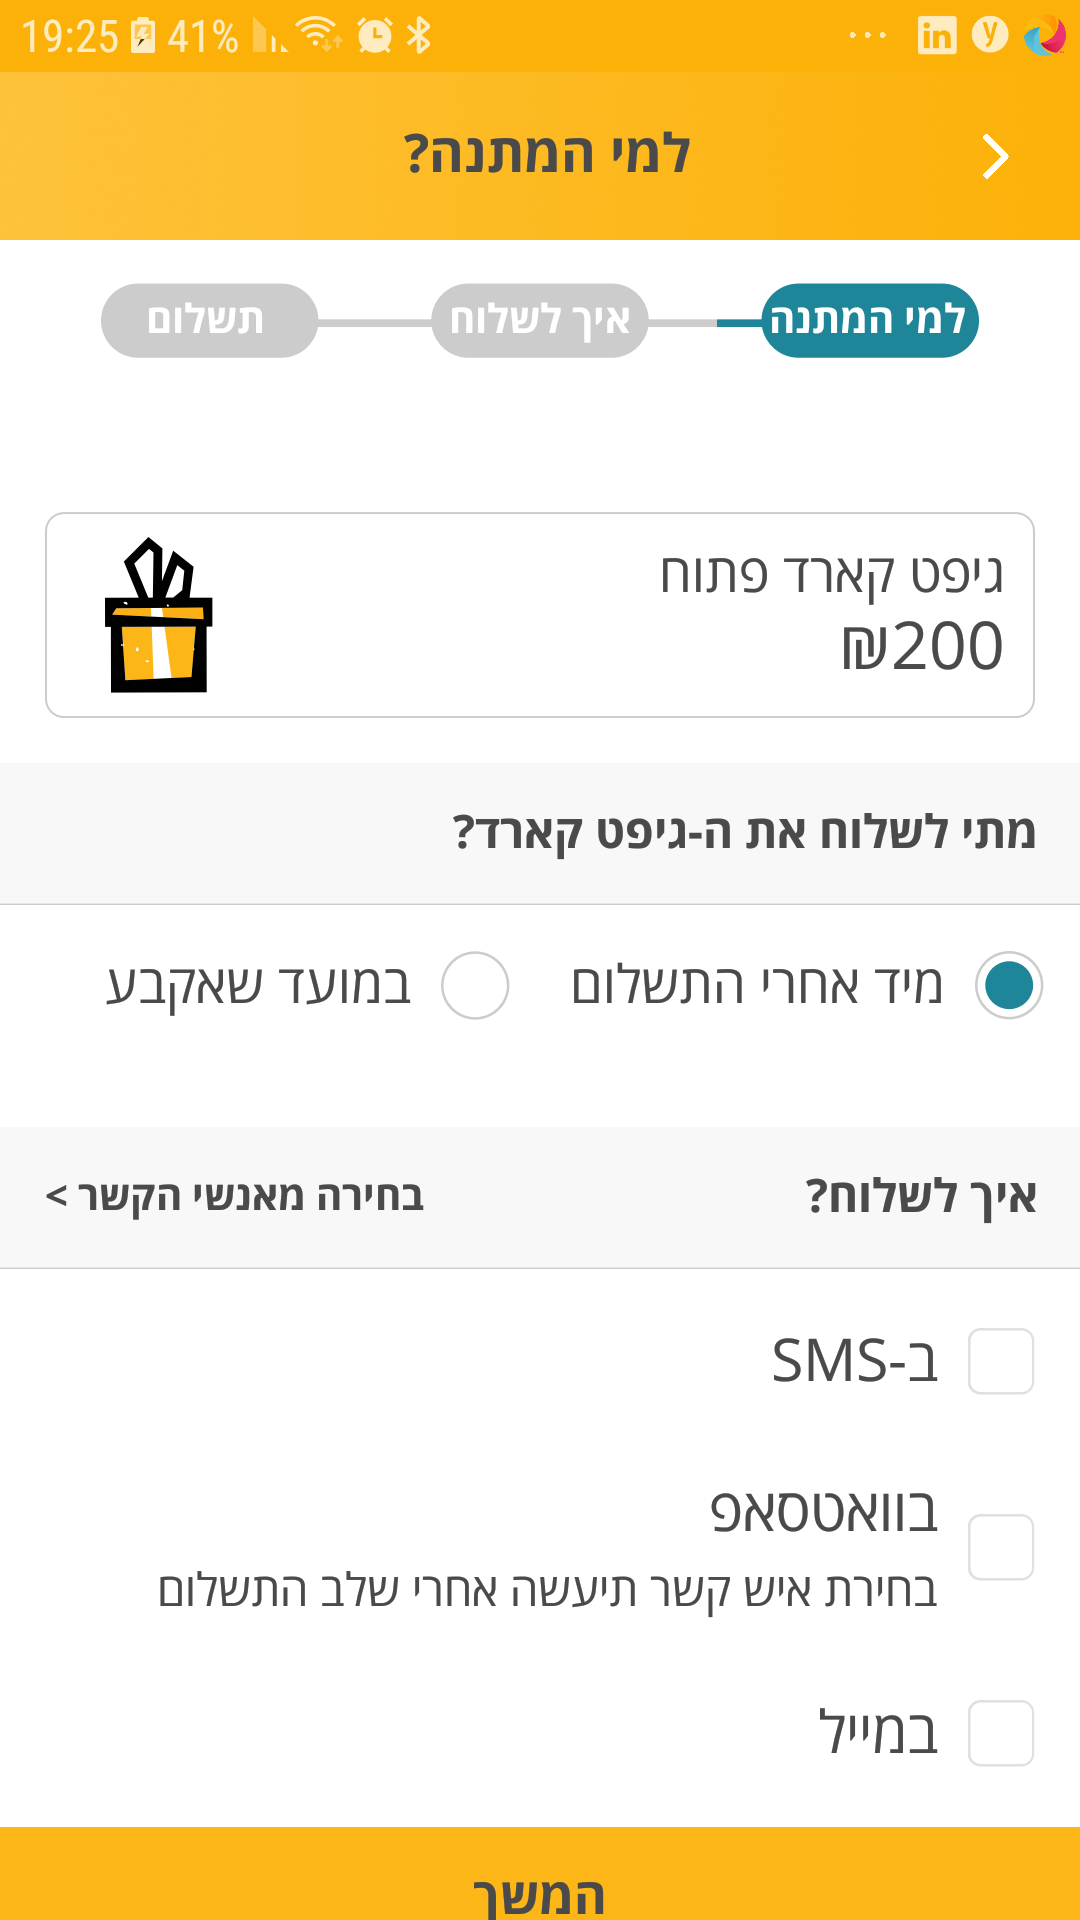 19:25 41%
in y
למי המתנה?
למי המתנה
איך לשלוח
תשלום
גיפט קארד פתוח
₪200
מתי לשלוח את ה-גיפט קארד?
מיד אחרי התשלום
במועד שאקבע
איך לשלוח?
בחירה מאנשי הקשר >
ב-SMS
בוואטסאפ
בחירת איש קשר תיעשה אחרי שלב התשלום
במייל
המשך